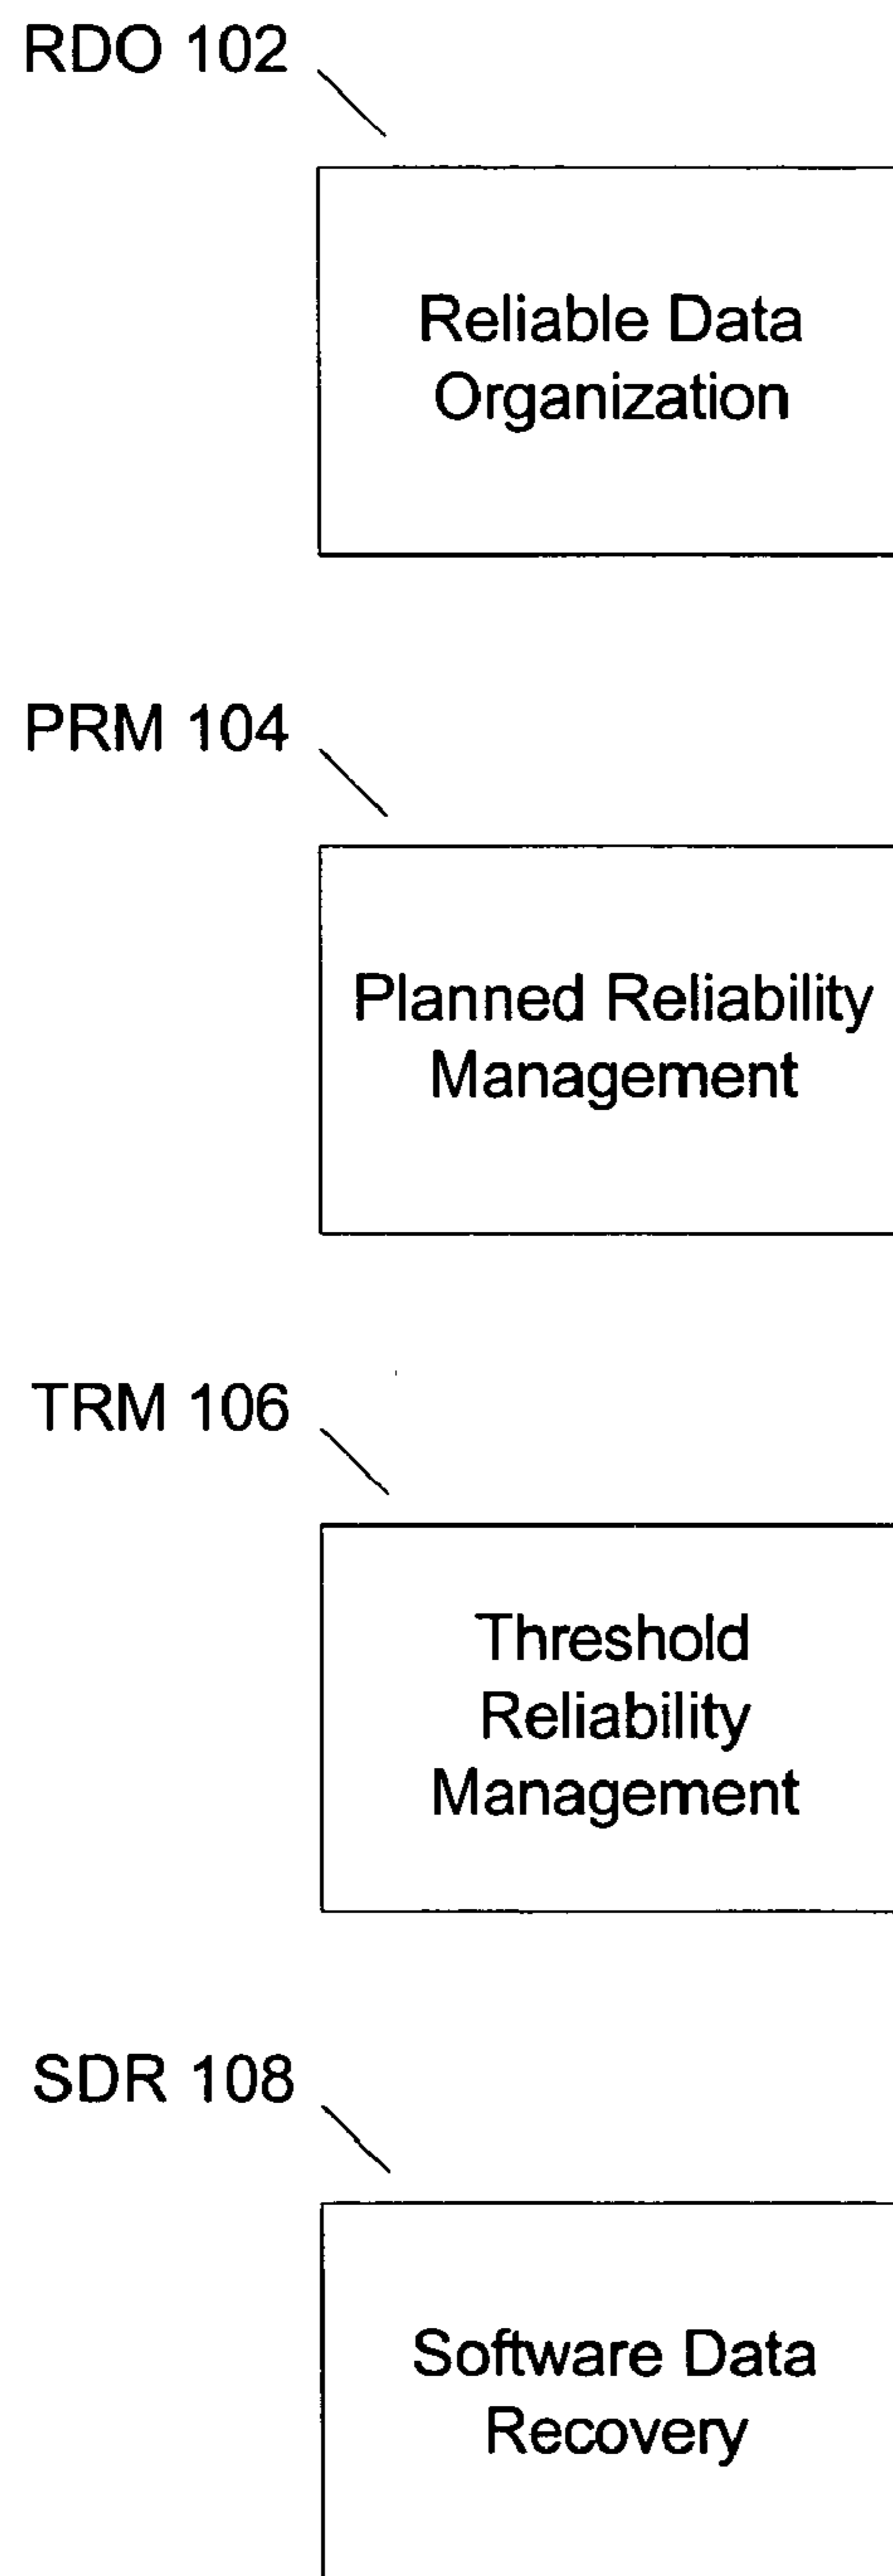 RDO 102
Reliable Data
Organization
PRM 104
Planned Reliability
Management
TRM 106
Threshold
Reliability
Management
SDR 108
Software Data
Recovery